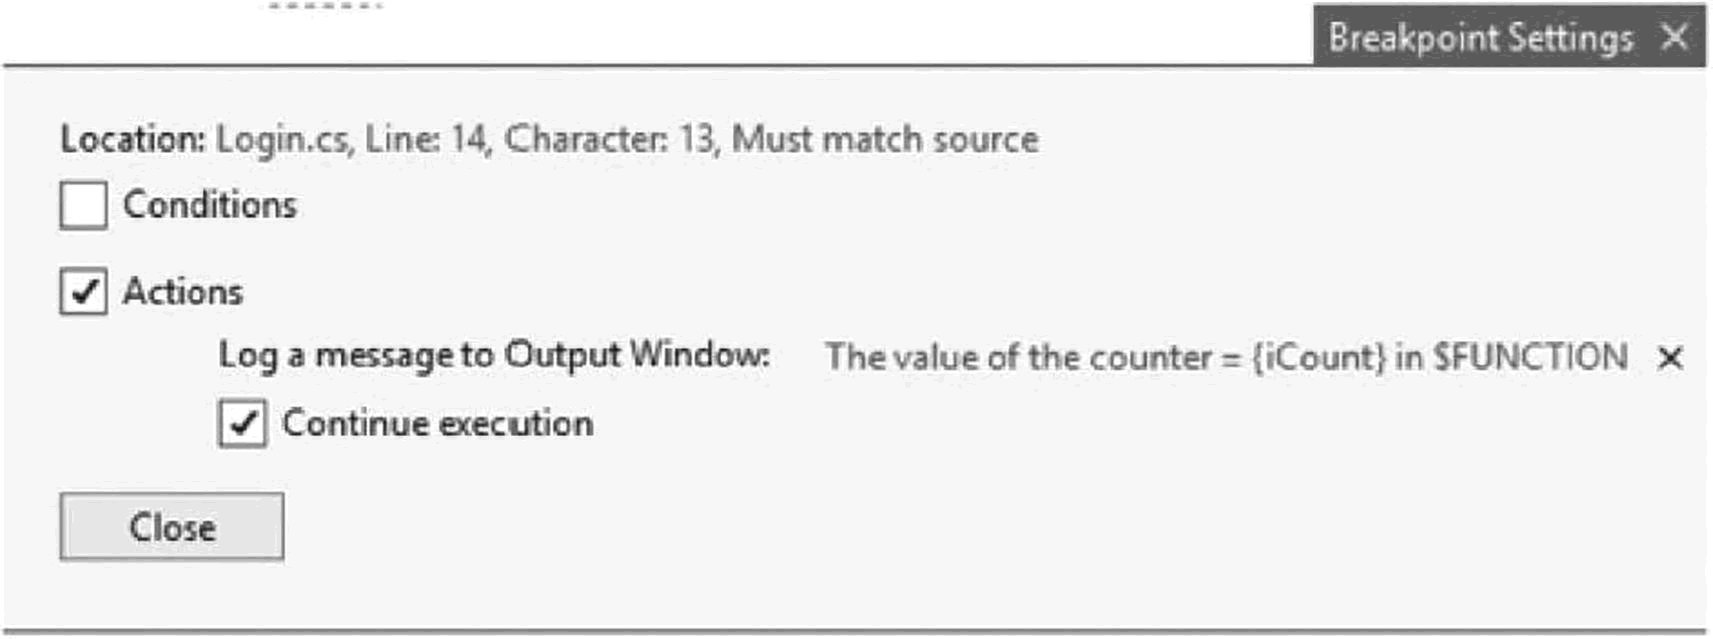 Breakpoint Settings
Location: Login.cs, Line: 14, Character: 13, Must match source
Conditions
Actions
Log a message to Output Window: The value of the counter = {iCount} in $FUNCTION
Continue execution
Close